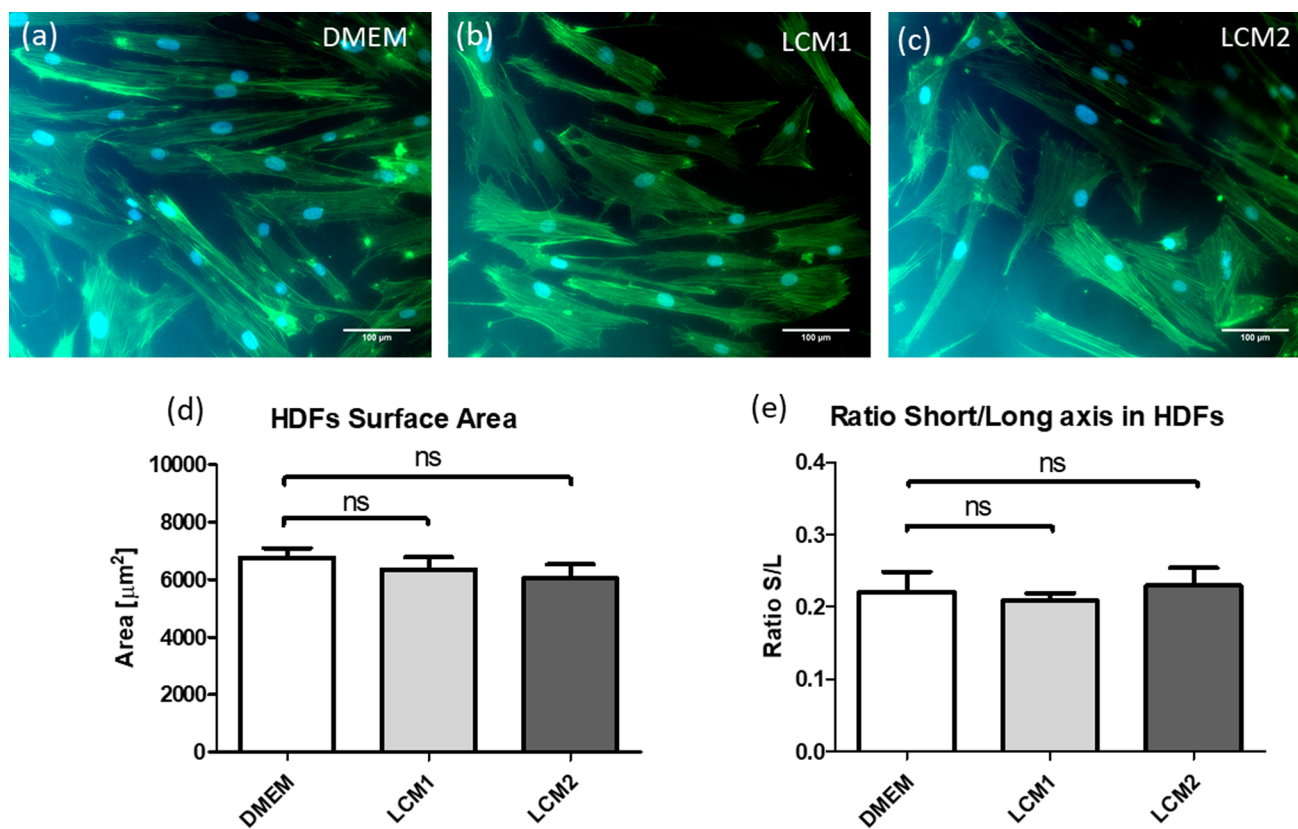 (a)
DMEM
100 µm
(b)
LCM1
100 µm
(c)
LCM2
100 µm
(d)
HDFs Surface Area
Area [µm²]
10000
8000
6000
4000
2000
0
ns
ns
DMEM
LCM1
LCM2
(e)
Ratio Short/Long axis in HDFs
Ratio S/L
0.4
0.3
0.2
0.1
0.0
ns
ns
DMEM
LCM1
LCM2